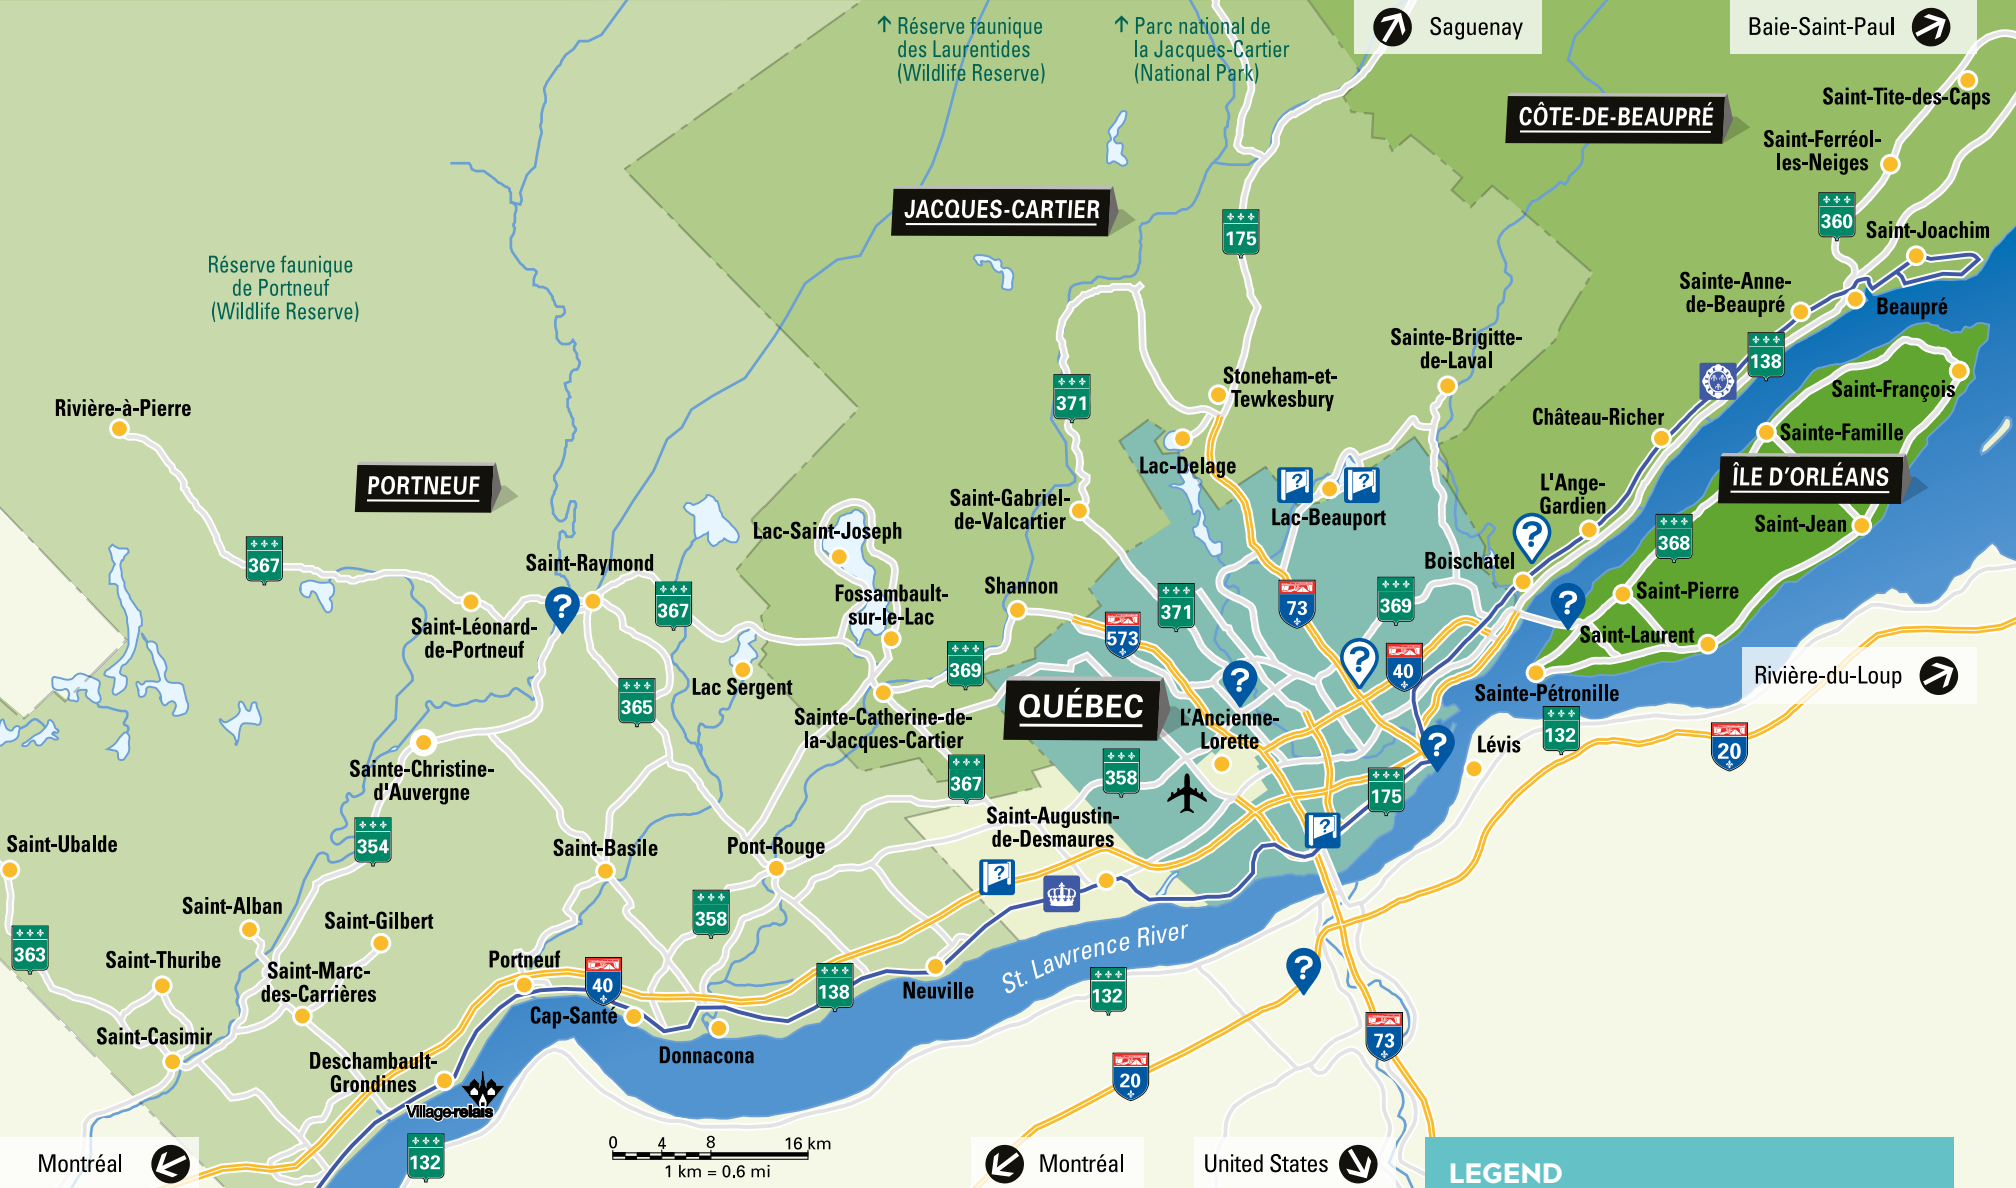 ↑ Réserve faunique
des Laurentides
(Wildlife Reserve)
↑ Parc national de
la Jacques-Cartier
(National Park)
Saguenay
Baie-Saint-Paul
Saint-Tite-des-Caps
CÔTE-DE-BEAUPRÉ
Saint-Ferréol-
les-Neiges
JACQUES-CARTIER
175
360
Saint-Joachim
Réserve faunique
de Portneuf
(Wildlife Reserve)
Sainte-Anne-
de-Beaupré
Beaupré
Sainte-Brigitte-
de-Laval
138
Stoneham-et-
Tewkesbury
371
Saint-François
Rivière-à-Pierre
Château-Richer
Sainte-Famille
Lac-Delage
ÎLE D'ORLÉANS
PORTNEUF
L'Ange-
Gardien
Saint-Gabriel-
de-Valcartier
?
?
Lac-Beauport
Saint-Jean
Lac-Saint-Joseph
?
368
367
Saint-Raymond
Boischatel
Shannon
Fossambault-
sur-le-Lac
Saint-Pierre
?
?
367
371
73
369
Saint-Léonard-
de-Portneuf
573
Saint-Laurent
369
?
40
Lac Sergent
?
Rivière-du-Loup
365
QUÉBEC
Sainte-Pétronille
Sainte-Catherine-de-
la-Jacques-Cartier
L'Ancienne-
Lorette
132
20
?
Lévis
Sainte-Christine-
d'Auvergne
367
358
175
Saint-Augustin-
de-Desmaures
Saint-Ubalde
354
Saint-Basile
Pont-Rouge
?
?
Saint-Alban
Saint-Gilbert
358
363
Saint-Thuribe
Portneuf
St. Lawrence River
Saint-Marc-
des-Carrières
40
138
Neuville
132
?
Cap-Santé
Saint-Casimir
73
Donnacona
Deschambault-
Grondines
20
Village-relais
132
0 4 8 16 km
1 km = 0.6 mi
Montréal
Montréal
United States
LEGEND